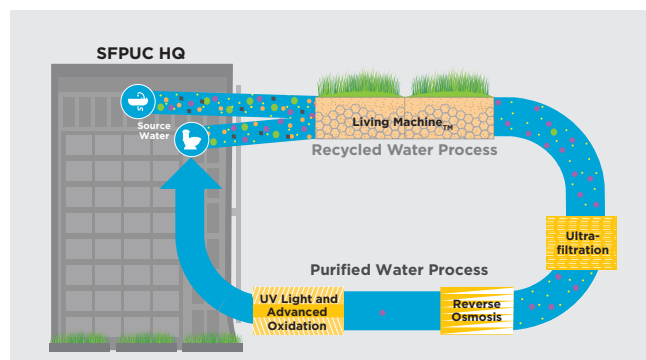 SFPUC HQ
Source
Water
Living Machine™
Recycled Water Process
Ultra-
filtration
Purified Water Process
UV Light and
Advanced
Oxidation
Reverse
Osmosis